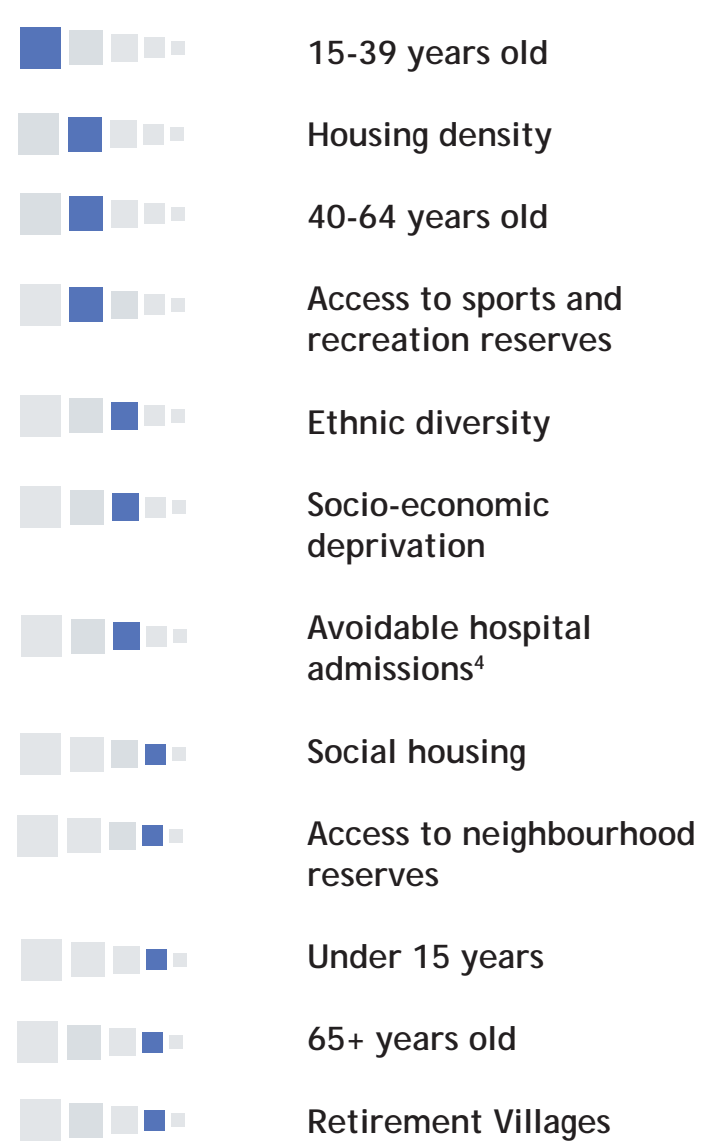 15-39 years old
Housing density
40-64 years old
Access to sports and
recreation reserves
Ethnic diversity
Socio-economic
deprivation
Avoidable hospital
admissions⁴
Social housing
Access to neighbourhood
reserves
Under 15 years
65+ years old
Retirement Villages